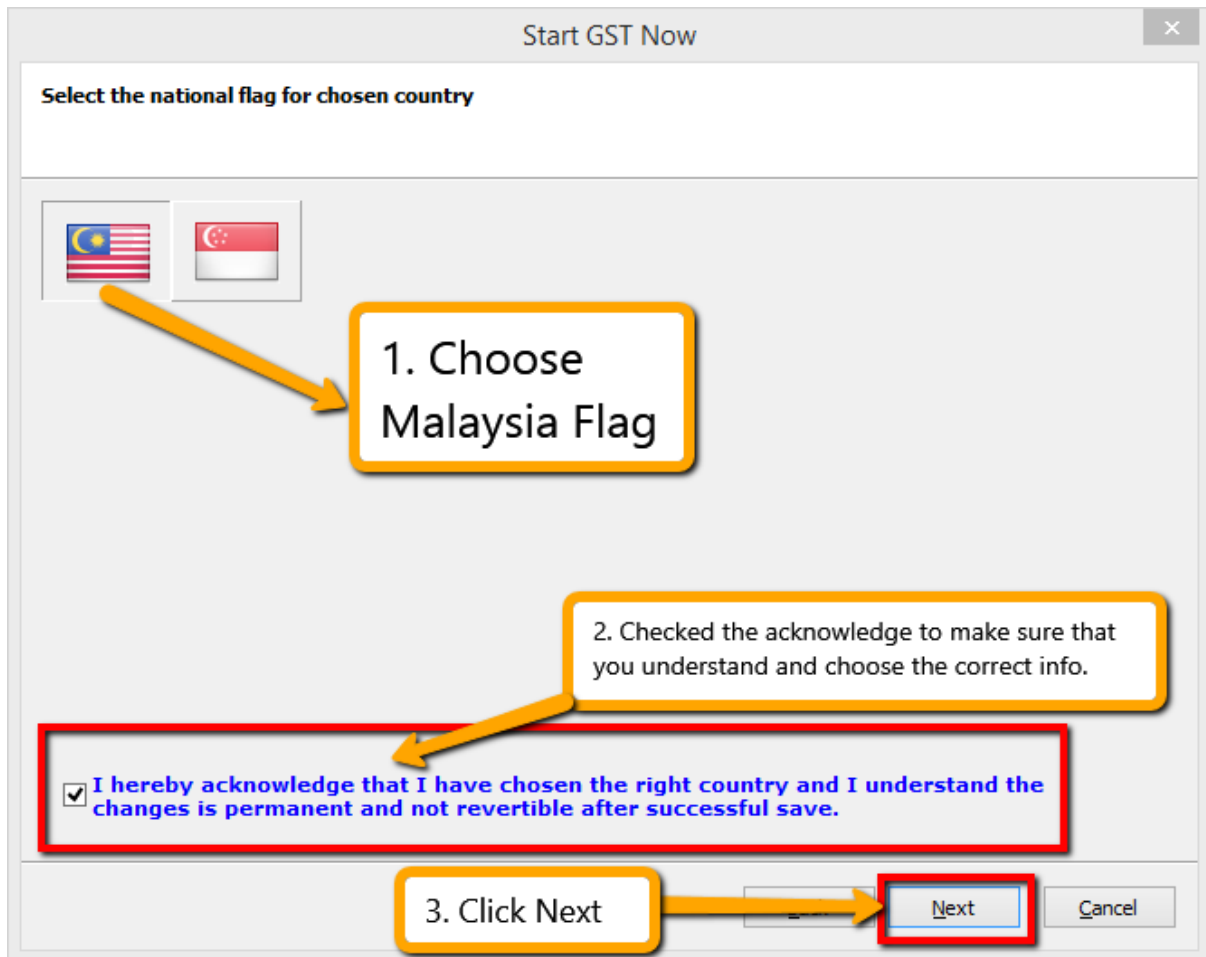 Start GST Now
Select the national flag for chosen country
1. Choose
Malaysia Flag
2. Checked the acknowledge to make sure that
you understand and choose the correct info.
I hereby acknowledge that I have chosen the right country and I understand the
changes is permanent and not revertible after successful save.
3. Click Next
Next
Cancel